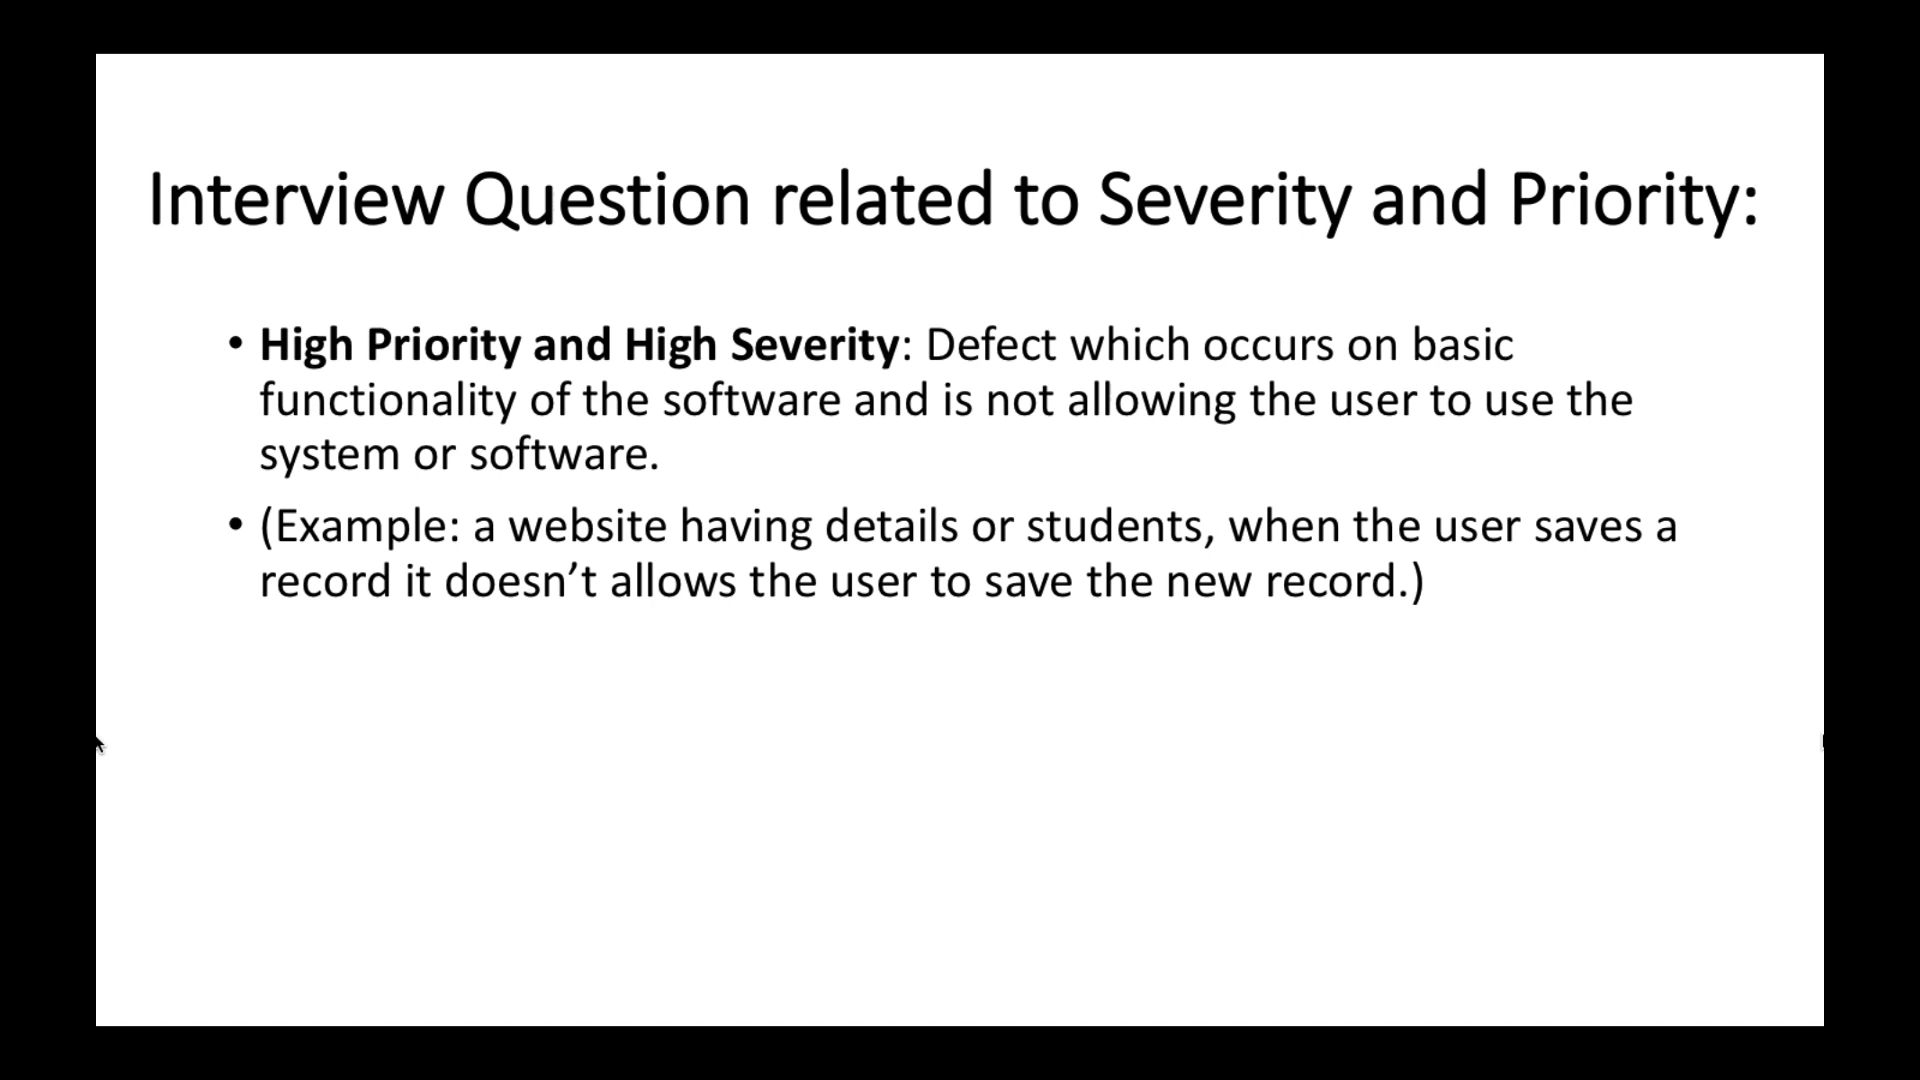 Interview Question related to Severity and Priority:
• High Priority and High Severity: Defect which occurs on basic
functionality of the software and is not allowing the user to use the
system or software.
• (Example: a website having details or students, when the user saves a
record it doesn’t allows the user to save the new record.)